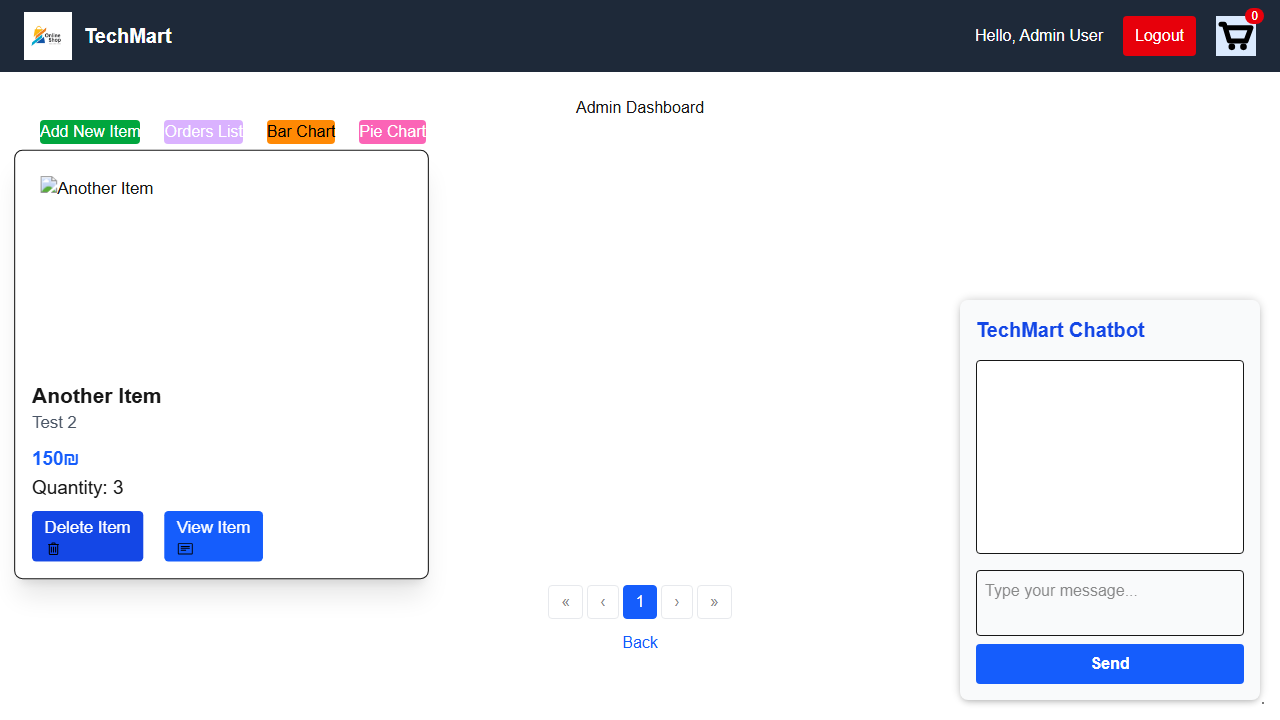 Online
Shop
TechMart
Hello, Admin User
Logout
0
Admin Dashboard
Add New Item
Orders List
Bar Chart
Pie Chart
Another Item
Another Item
Test 2
150₪
Quantity: 3
Delete Item
View Item
« ‹ 1 › »
Back
TechMart Chatbot
Type your message...
Send
.